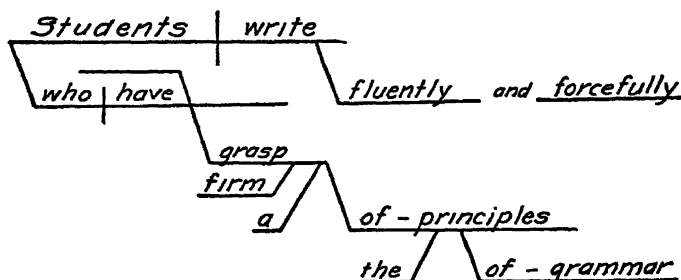 Students write
who have fluently and forcefully
grasp
firm
a of - principles
the of - grammar